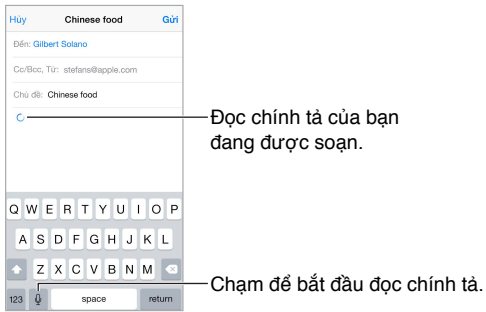 Hủy Chinese food Gửi
Đến: Gilbert Solano
Cc/Bcc, Từ: stefans@apple.com
Chủ đề: Chinese food
Đọc chính tả của bạn
đang được soạn.
Q W E R T Y U I O P
A S D F G H J K L
Z X C V B N M
Chạm để bắt đầu đọc chính tả.
123 space return